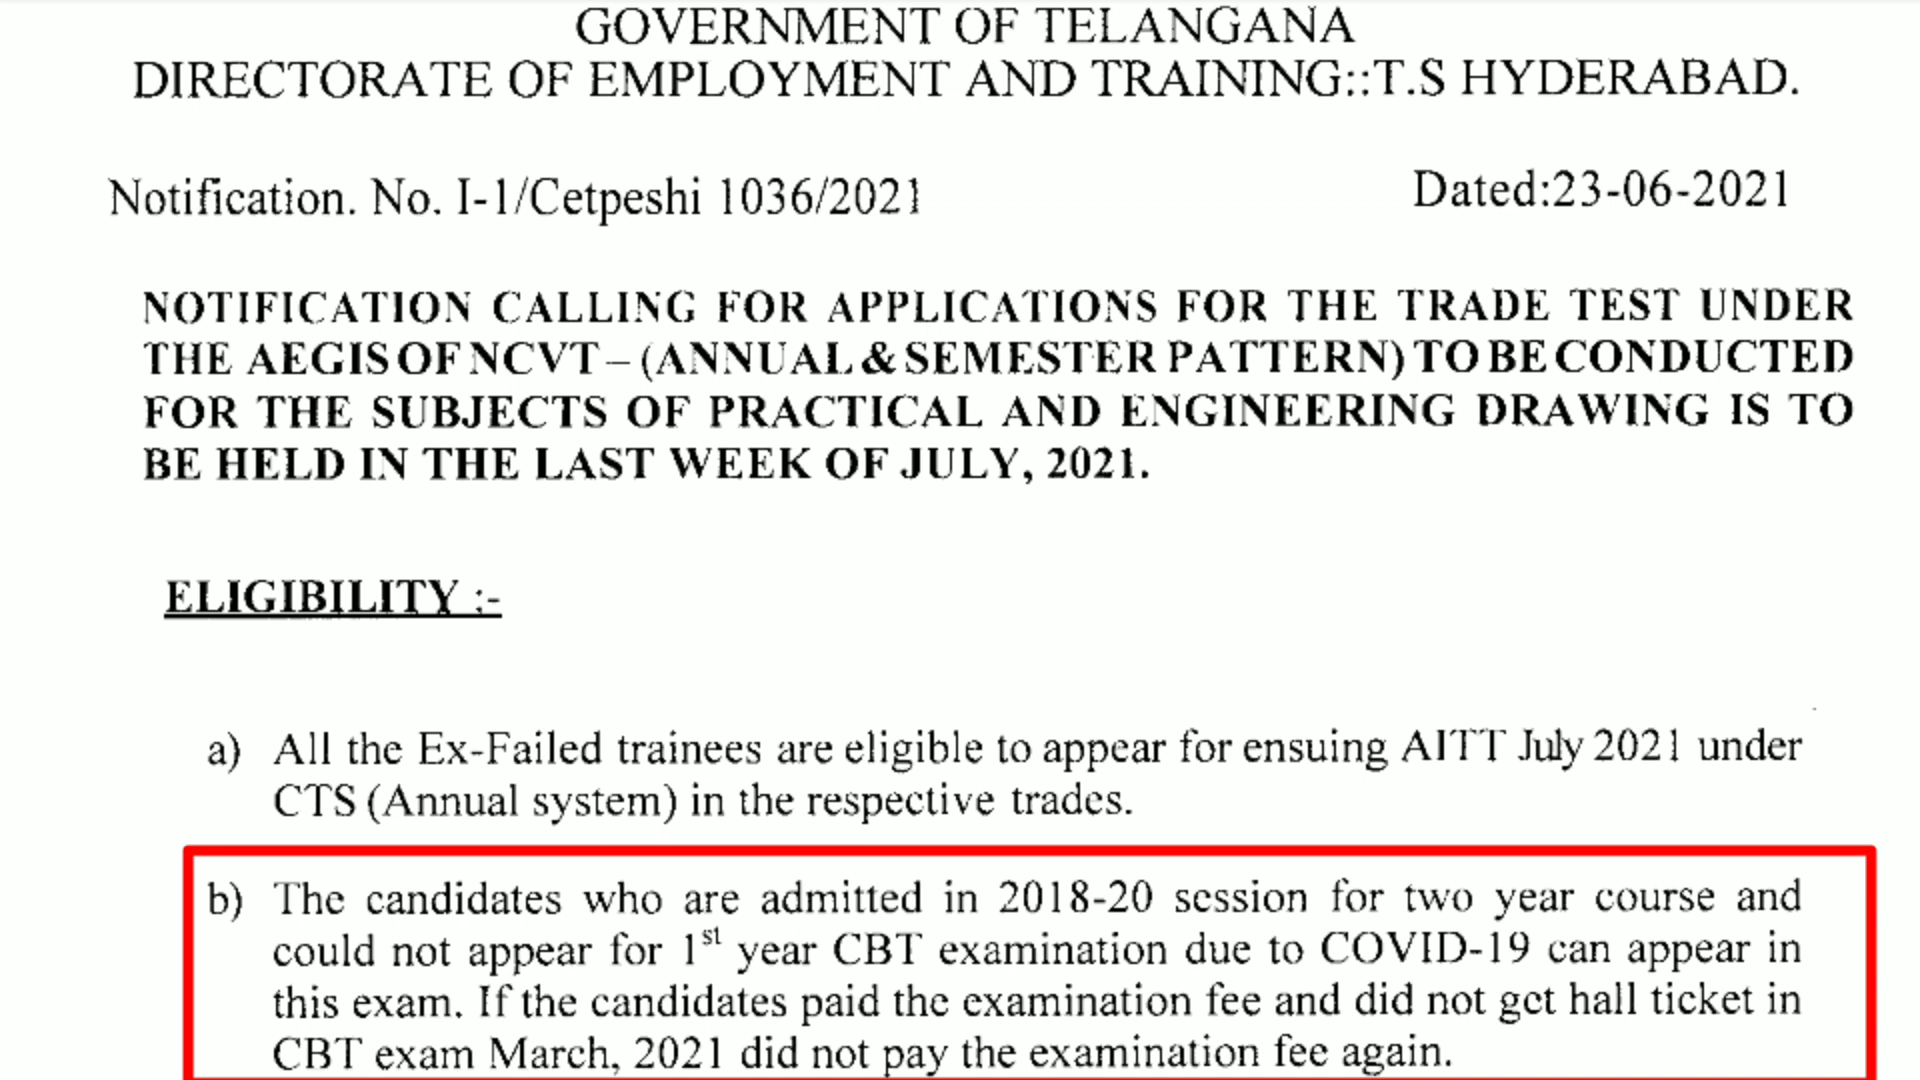 GOVERNMENT OF TELANGANA
DIRECTORATE OF EMPLOYMENT AND TRAINING::T.S HYDERABAD.
Notification. No. I-1/Cetpeshi 1036/2021 Dated:23-06-2021
NOTIFICATION CALLING FOR APPLICATIONS FOR THE TRADE TEST UNDER
THE AEGIS OF NCVT – (ANNUAL & SEMESTER PATTERN) TO BE CONDUCTED
FOR THE SUBJECTS OF PRACTICAL AND ENGINEERING DRAWING IS TO
BE HELD IN THE LAST WEEK OF JULY, 2021.
ELIGIBILITY :-
a) All the Ex-Failed trainees are eligible to appear for ensuing AITT July 2021 under
CTS (Annual system) in the respective trades.
b) The candidates who are admitted in 2018-20 session for two year course and
could not appear for 1st year CBT examination due to COVID-19 can appear in
this exam. If the candidates paid the examination fee and did not get hall ticket in
CBT exam March, 2021 did not pay the examination fee again.